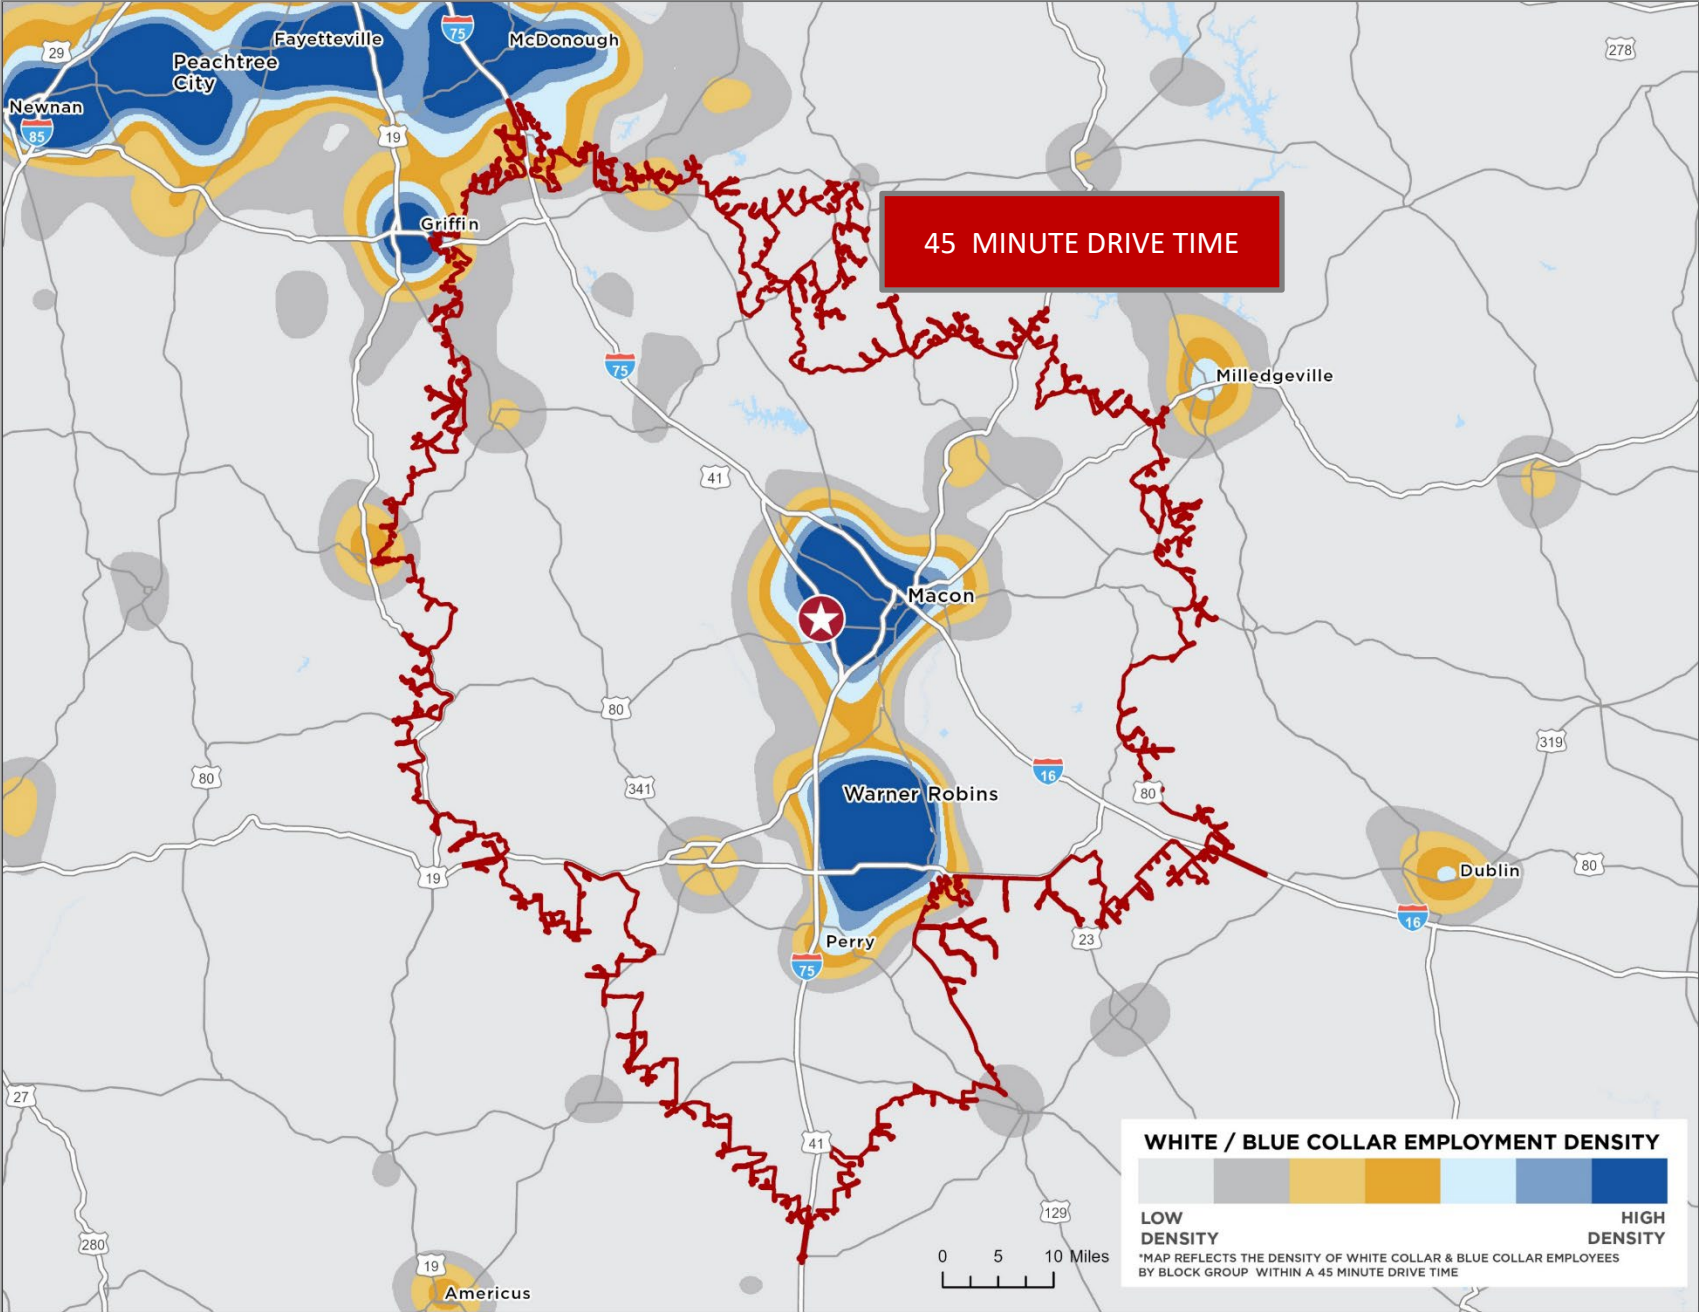 75
Fayetteville
McDonough
29
278
Peachtree
City
Newnan
85
19
Griffin
45 MINUTE DRIVE TIME
75
Milledgeville
41
Macon
80
319
16
80
80
341
Warner Robins
19
Dublin
80
16
23
Perry
75
27
41
WHITE / BLUE COLLAR EMPLOYMENT DENSITY
LOW
DENSITY
HIGH
DENSITY
*MAP REFLECTS THE DENSITY OF WHITE COLLAR & BLUE COLLAR EMPLOYEES
BY BLOCK GROUP WITHIN A 45 MINUTE DRIVE TIME
129
280
0 5 10 Miles
19
Americus